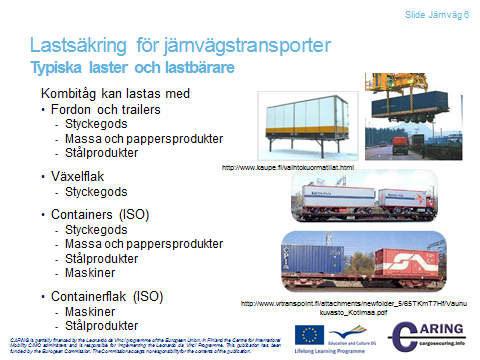 Slide Järnväg 6
Lastsäkring för järnvägstransporter
Typiska laster och lastbärare
Kombitåg kan lastas med
• Fordon och trailers
- Styckegods
- Massa och pappersprodukter
- Stålprodukter
http://www.kaupe.fi/vaihtokuormatilat.html
• Växelflak
- Styckegods
• Containers (ISO)
- Styckegods
- Massa och pappersprodukter
- Stålprodukter
- Maskiner
• Containerflak (ISO)
- Maskiner
- Stålprodukter
http://www.vrtranspoint.fi/attachments/newfolder_5/65TKmT7Hf/Vaunu
kuvasto_Kotimaa.pdf
CARING is partially financed by the Leonardo da Vinci programme of the European Union. In Finland the Centre for International
Mobility CIMO administers and is responsible for implementing the Leonardo da Vinci Programme. This publication has been
funded by European Commission. The Commission accepts no responsibility for the contents of the publication.
Education and Culture DG
Lifelong Learning Programme
CARING
cargosecuring.info